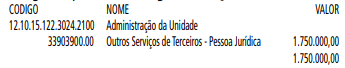 CÓDIGO NOME VALOR
12.10.15.122.3024.2100 Administração da Unidade
33903900.00 Outros Serviços de Terceiros - Pessoa Jurídica 1.750.000,00
1.750.000,00